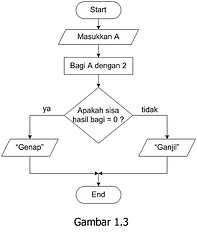 Start
Masukkan A
Bagi A dengan 2
Apakah sisa
hasil bagi = 0 ?
ya
tidak
"Genap"
"Ganjil"
End
Gambar 1.3